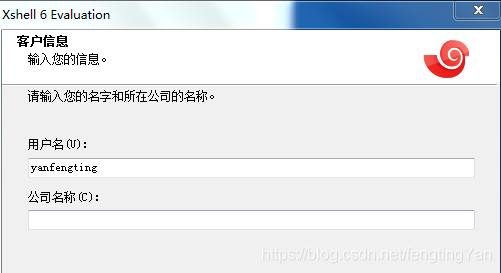 Xshell 6 Evaluation
客户信息
输入您的信息。
请输入您的名字和所在公司的名称。
用户名(U):
yanfengting
公司名称(C):
https://blog.csdn.net/fengtingYan